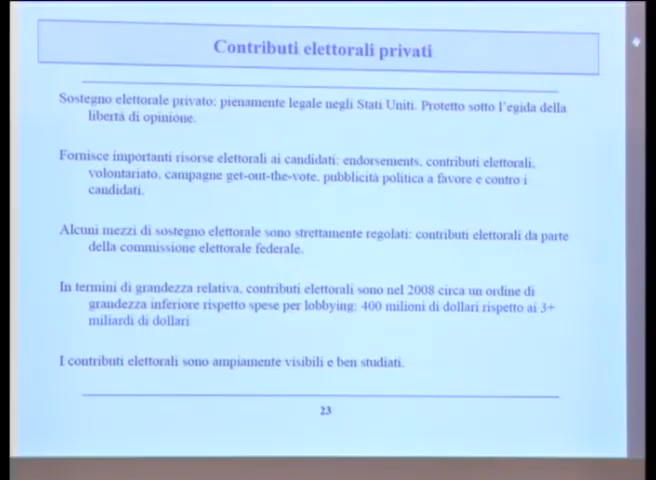 Contributi elettorali privati
Sostegno elettorale privato: pienamente legale negli Stati Uniti. Protetto sotto l'egida della
libertà di opinione.
Fornisce importanti risorse elettorali ai candidati: endorsements, contributi elettorali,
volontariato, campagne get-out-the-vote, pubblicità politica a favore e contro i
candidati.
Alcuni mezzi di sostegno elettorale sono strettamente regolati: contributi elettorali da parte
della commissione elettorale federale.
In termini di grandezza relativa, contributi elettorali sono nel 2008 circa un ordine di
grandezza inferiore rispetto spese per lobbying: 400 milioni di dollari rispetto ai 3+
miliardi di dollari
I contributi elettorali sono ampiamente visibili e ben studiati.
23